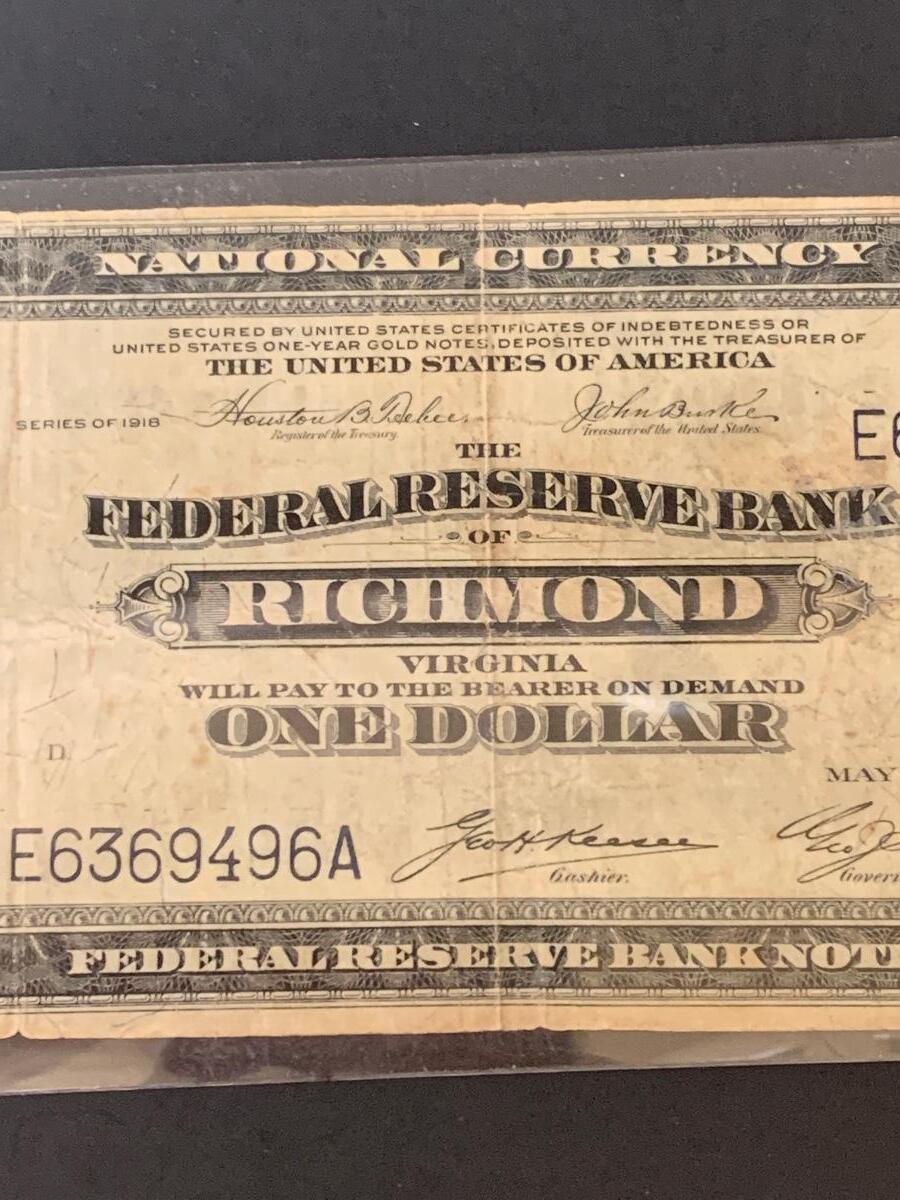 NATIONAL CURRENCY
SECURED BY UNITED STATES CERTIFICATES OF INDEBTEDNESS OR
UNITED STATES ONE-YEAR GOLD NOTES, DEPOSITED WITH THE TREASURER OF
THE UNITED STATES OF AMERICA
SERIES OF 1918
Houston B. Teehee
John Burke
Register of the Treasury
Treasurer of the United States
E6
THE
FEDERAL RESERVE BANK
OF
RICHMOND
VIRGINIA
WILL PAY TO THE BEARER ON DEMAND
ONE DOLLAR
D
MAY
E6369496A
Geo H Keesee
Geo J
Cashier.
Govern
FEDERAL RESERVE BANK NOTE